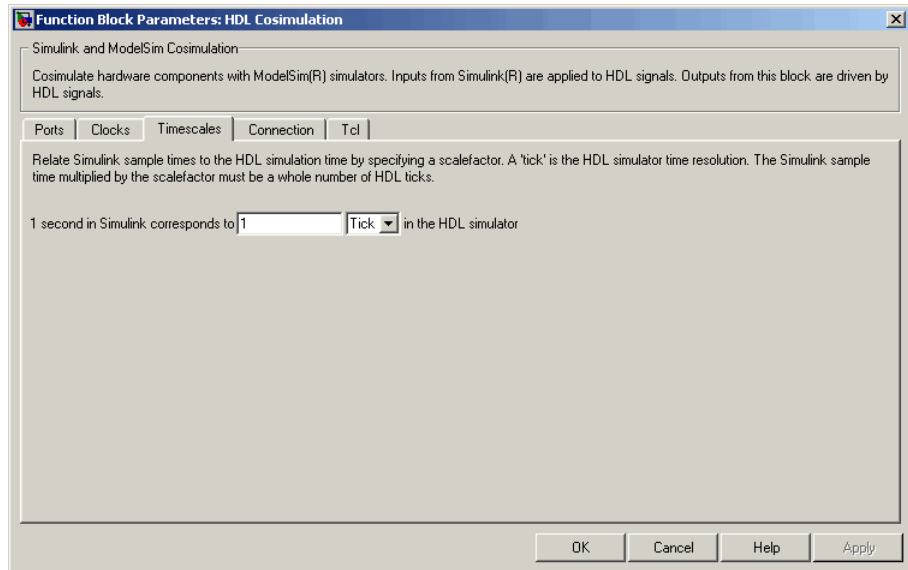 Function Block Parameters: HDL Cosimulation
Simulink and ModelSim Cosimulation
Cosimulate hardware components with ModelSim(R) simulators. Inputs from Simulink(R) are applied to HDL signals. Outputs from this block are driven by
HDL signals.
Ports Clocks Timescales Connection Tcl
Relate Simulink sample times to the HDL simulation time by specifying a scalefactor. A 'tick' is the HDL simulator time resolution. The Simulink sample
time multiplied by the scalefactor must be a whole number of HDL ticks.
1 second in Simulink corresponds to 1 Tick in the HDL simulator
OK Cancel Help Apply